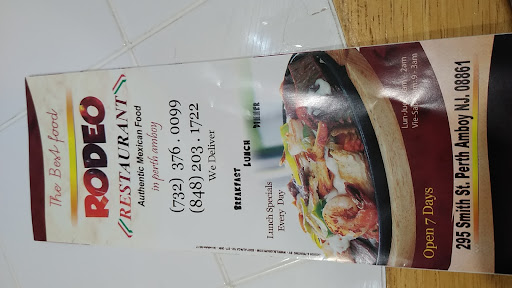 The Best food
RODEO
RESTAURANT
Authentic Mexican Food
in perth amboy
(732) 376 . 0099
(848) 203 . 1722
We Deliver
BREAKFAST LUNCH DINNER
Lunch Specials
Every Day
Open 7 Days
295 Smith St. Perth Amboy NJ. 08861